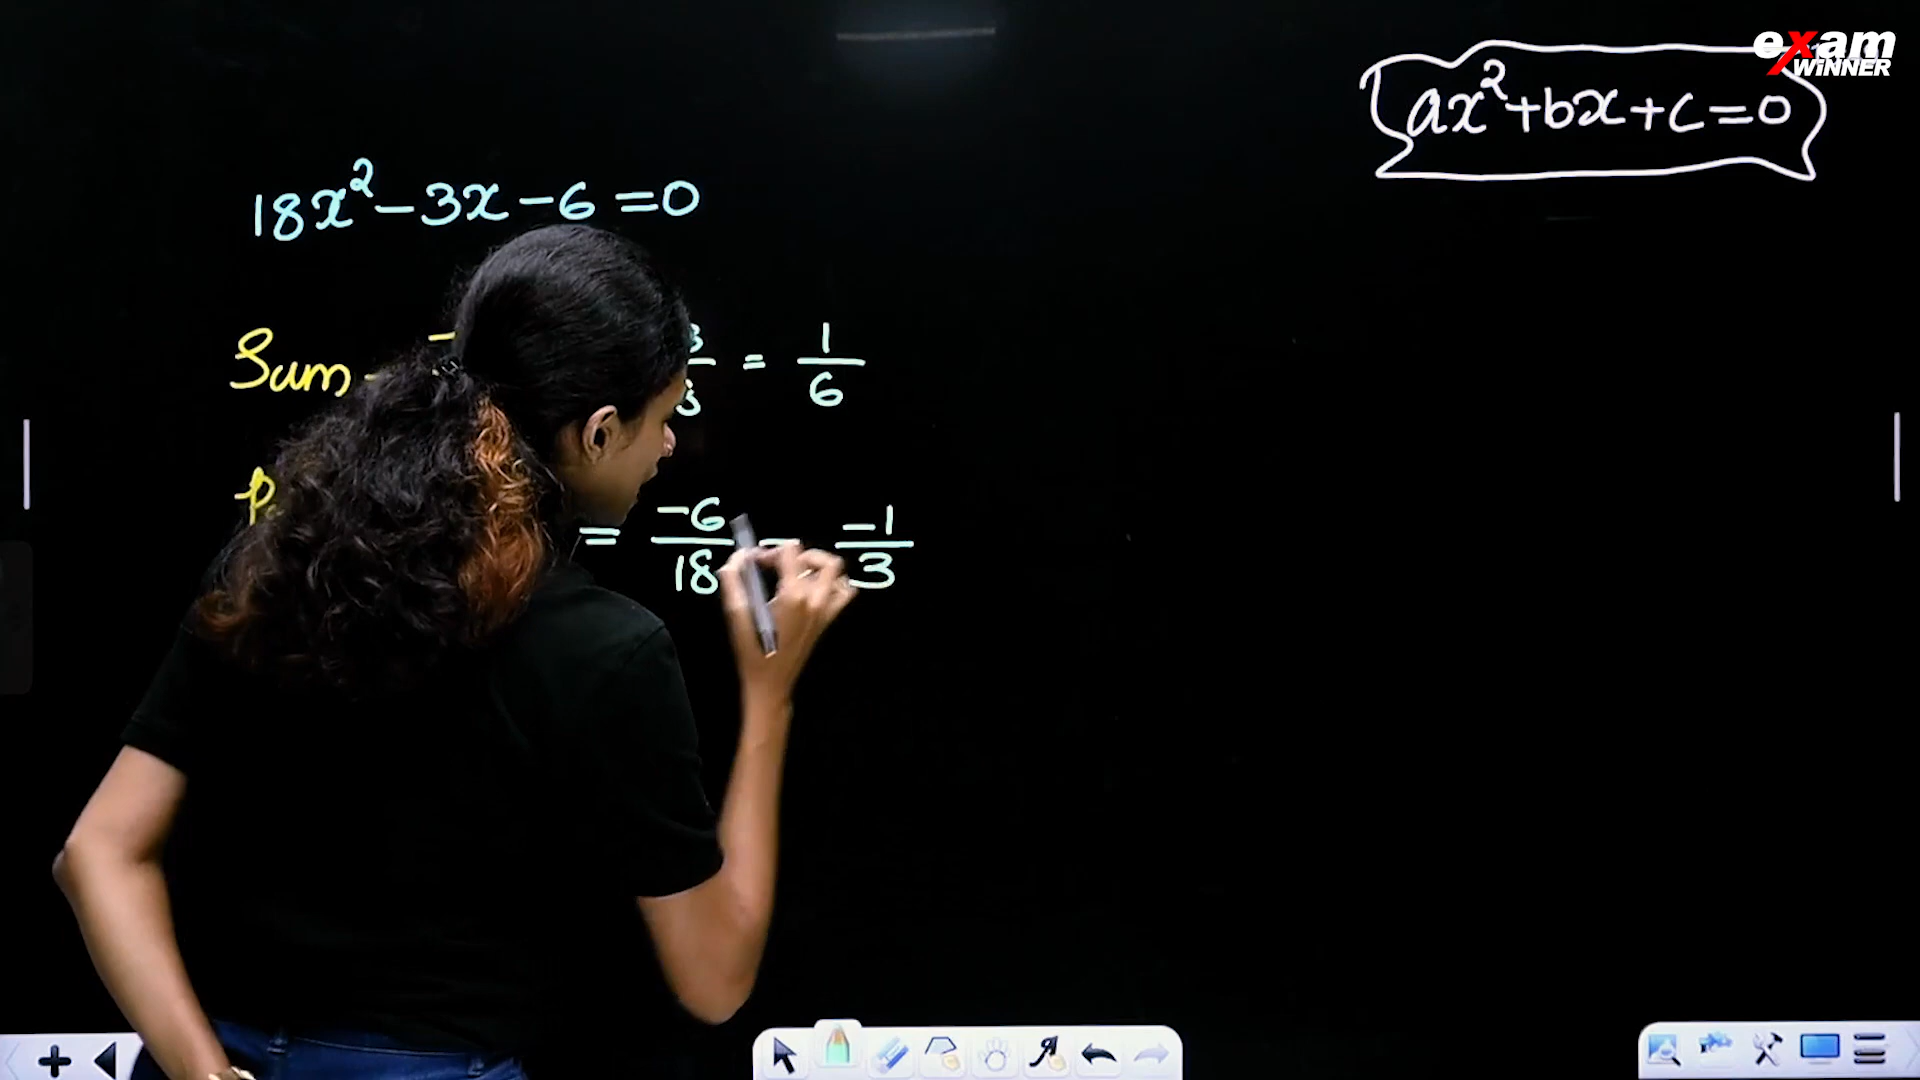 exam
WINNER
ax²+bx+c=0
18x²-3x-6=0
Sum = 1/6
= -6/18 = -1/3